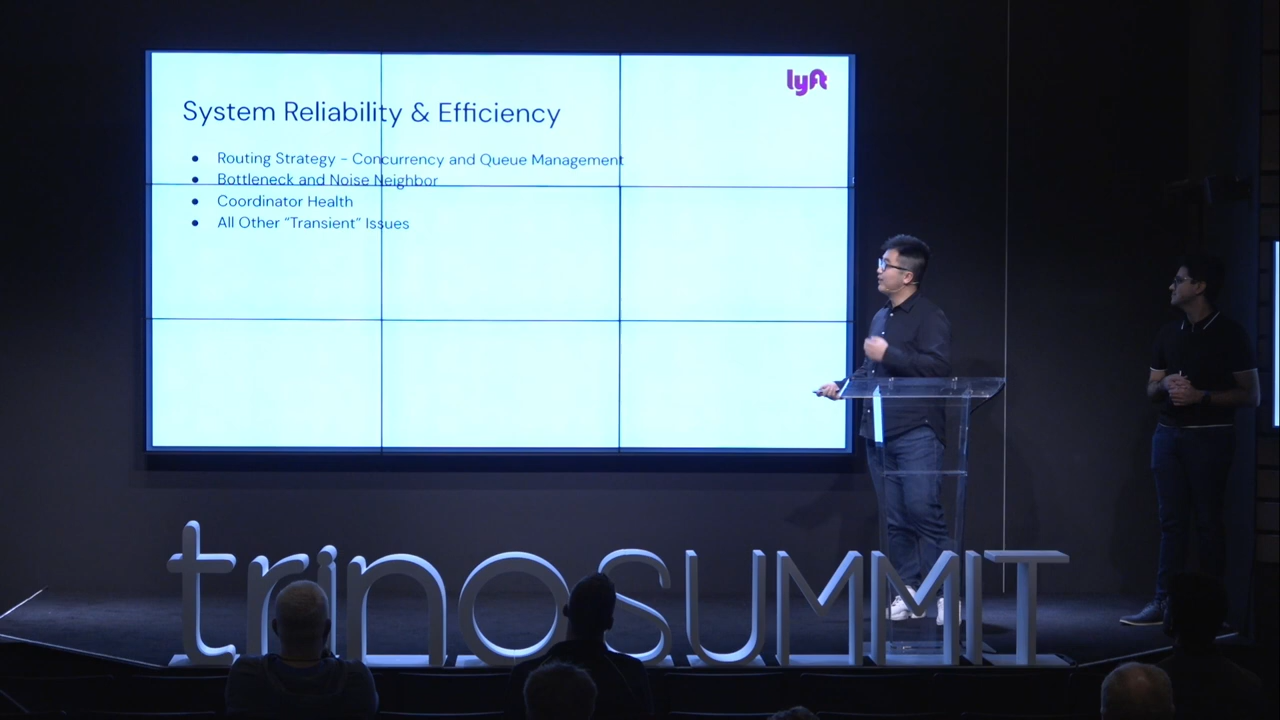 lyft
System Reliability & Efficiency
● Routing Strategy - Concurrency and Queue Management
● Bottleneck and Noise Neighbor
● Coordinator Health
● All Other “Transient” Issues
trinoSUMMIT